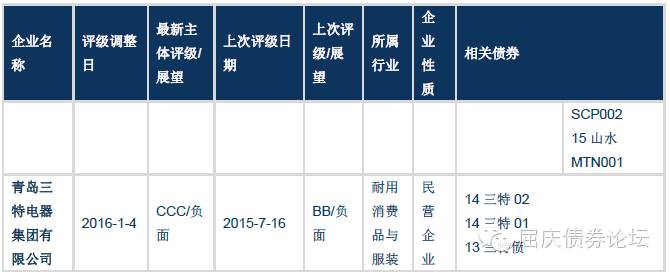 企业名称
评级调整日
最新主体评级/展望
上次评级日期
上次评级/展望
所属行业
企业性质
相关债券
SCP002
15 山水
MTN001
青岛三特电器集团有限公司
2016-1-4
CCC/负面
2015-7-16
BB/负面
耐用消费品与服装
民营企业
14 三特 02
14 三特 01
13 三特债
屈庆债券论坛